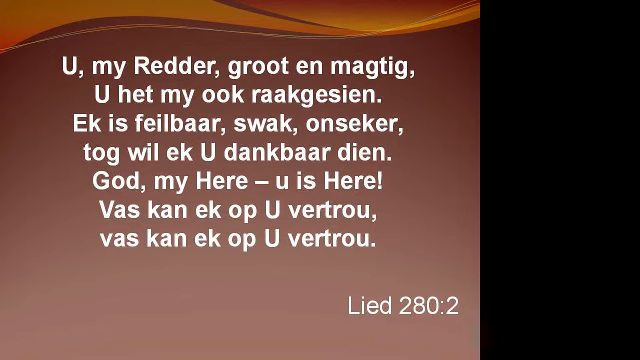 U, my Redder, groot en magtig,
U het my ook raakgesien.
Ek is feilbaar, swak, onseker,
tog wil ek U dankbaar dien.
God, my Here – u is Here!
Vas kan ek op U vertrou,
vas kan ek op U vertrou.
Lied 280:2